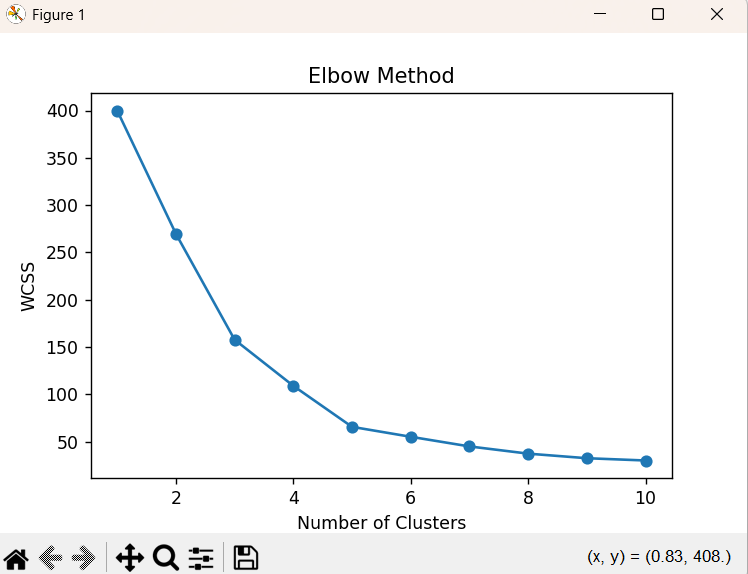 Figure 1
Elbow Method
400
350
300
250
200
150
100
50
WCSS
2 4 6 8 10
Number of Clusters
(x, y) = (0.83, 408.)